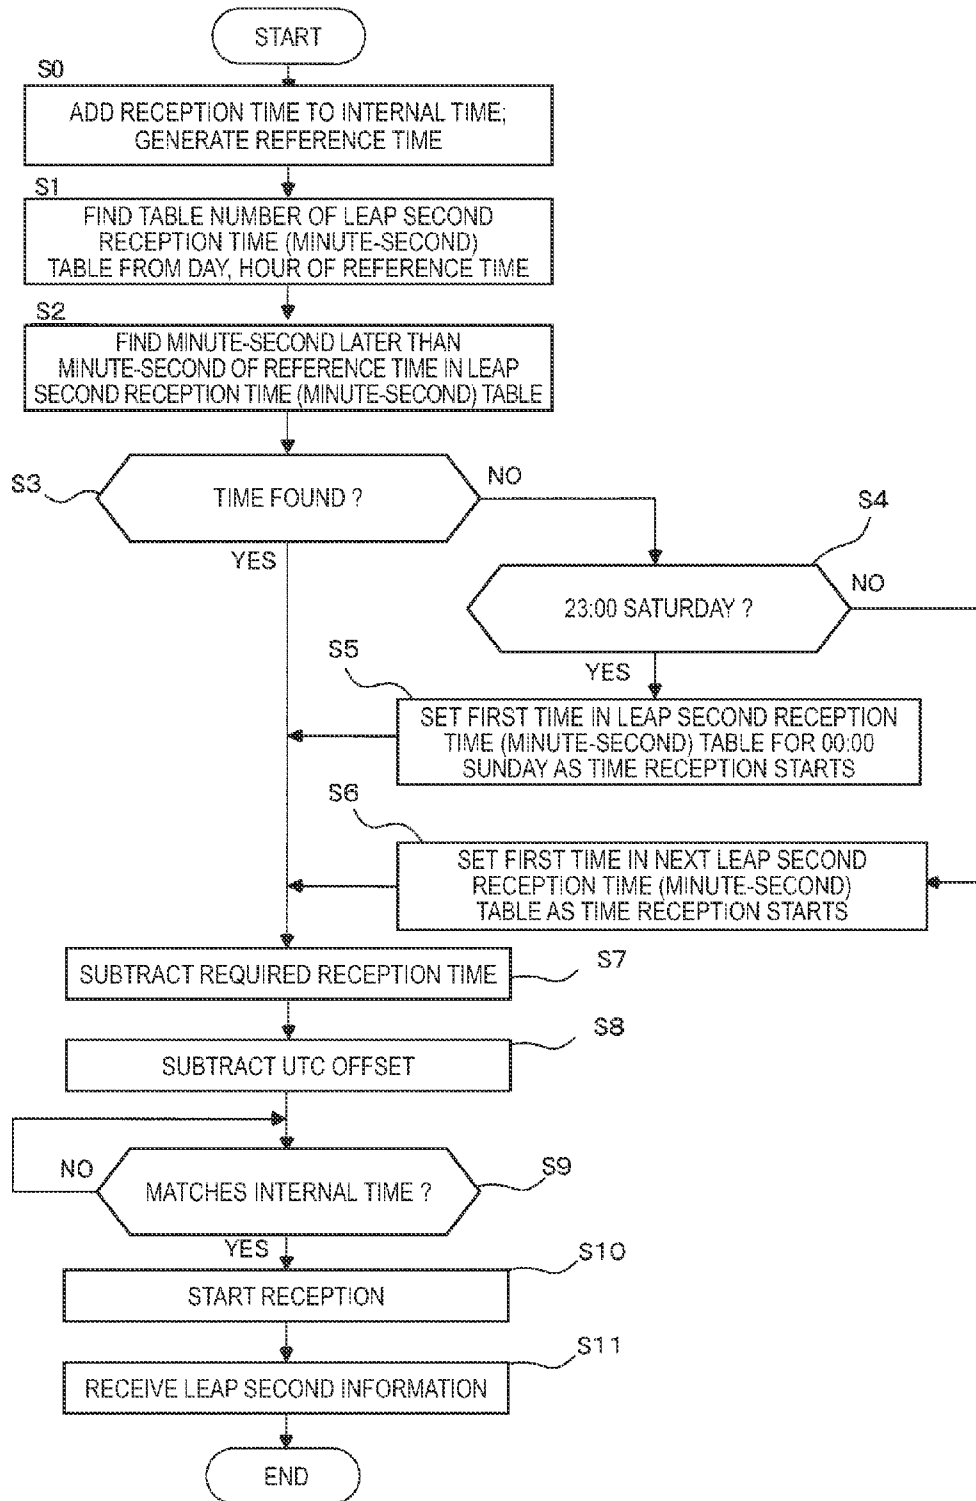 START
S0
ADD RECEPTION TIME TO INTERNAL TIME;
GENERATE REFERENCE TIME
S1
FIND TABLE NUMBER OF LEAP SECOND
RECEPTION TIME (MINUTE-SECOND)
TABLE FROM DAY, HOUR OF REFERENCE TIME
S2
FIND MINUTE-SECOND LATER THAN
MINUTE-SECOND OF REFERENCE TIME IN LEAP
SECOND RECEPTION TIME (MINUTE-SECOND) TABLE
S3
TIME FOUND ?
NO
YES
S4
23:00 SATURDAY ?
NO
YES
S5
SET FIRST TIME IN LEAP SECOND RECEPTION
TIME (MINUTE-SECOND) TABLE FOR 00:00
SUNDAY AS TIME RECEPTION STARTS
S6
SET FIRST TIME IN NEXT LEAP SECOND
RECEPTION TIME (MINUTE-SECOND)
TABLE AS TIME RECEPTION STARTS
SUBTRACT REQUIRED RECEPTION TIME
S7
SUBTRACT UTC OFFSET
S8
NO
MATCHES INTERNAL TIME ?
S9
YES
START RECEPTION
S10
RECEIVE LEAP SECOND INFORMATION
S11
END